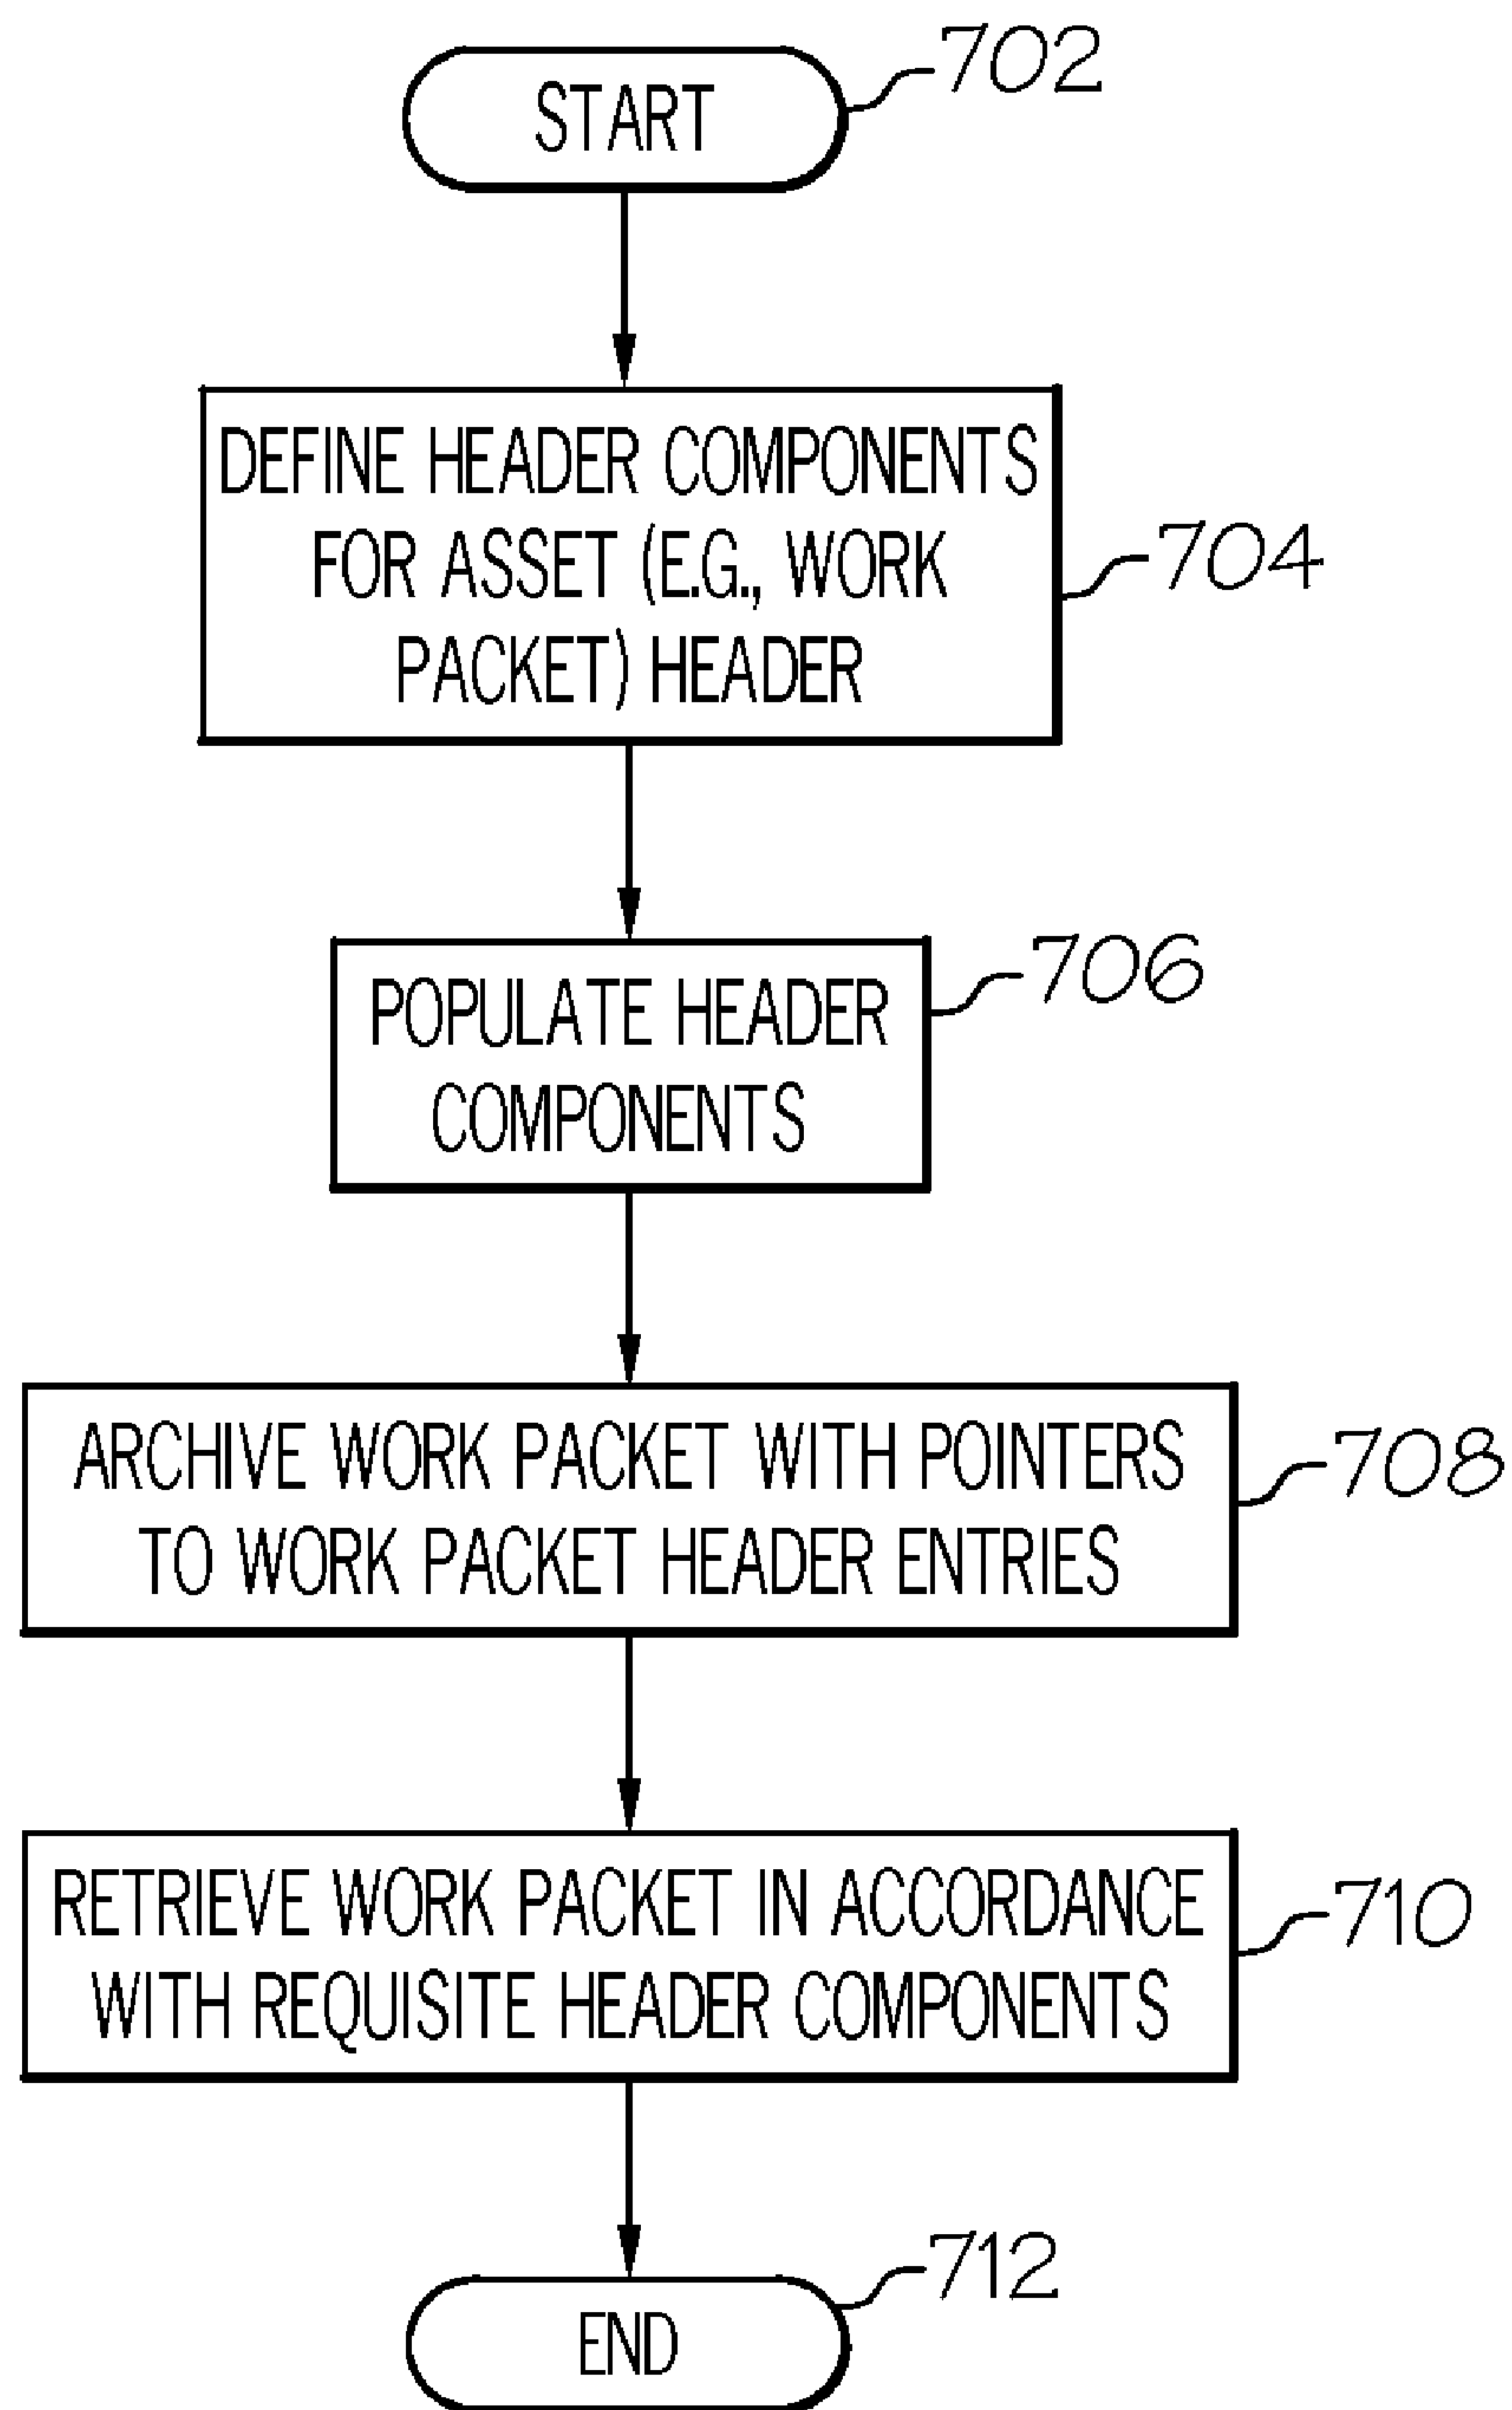 START
702
DEFINE HEADER COMPONENTS
FOR ASSET (E.G., WORK
PACKET) HEADER
704
POPULATE HEADER
COMPONENTS
706
ARCHIVE WORK PACKET WITH POINTERS
TO WORK PACKET HEADER ENTRIES
708
RETRIEVE WORK PACKET IN ACCORDANCE
WITH REQUISITE HEADER COMPONENTS
710
END
712